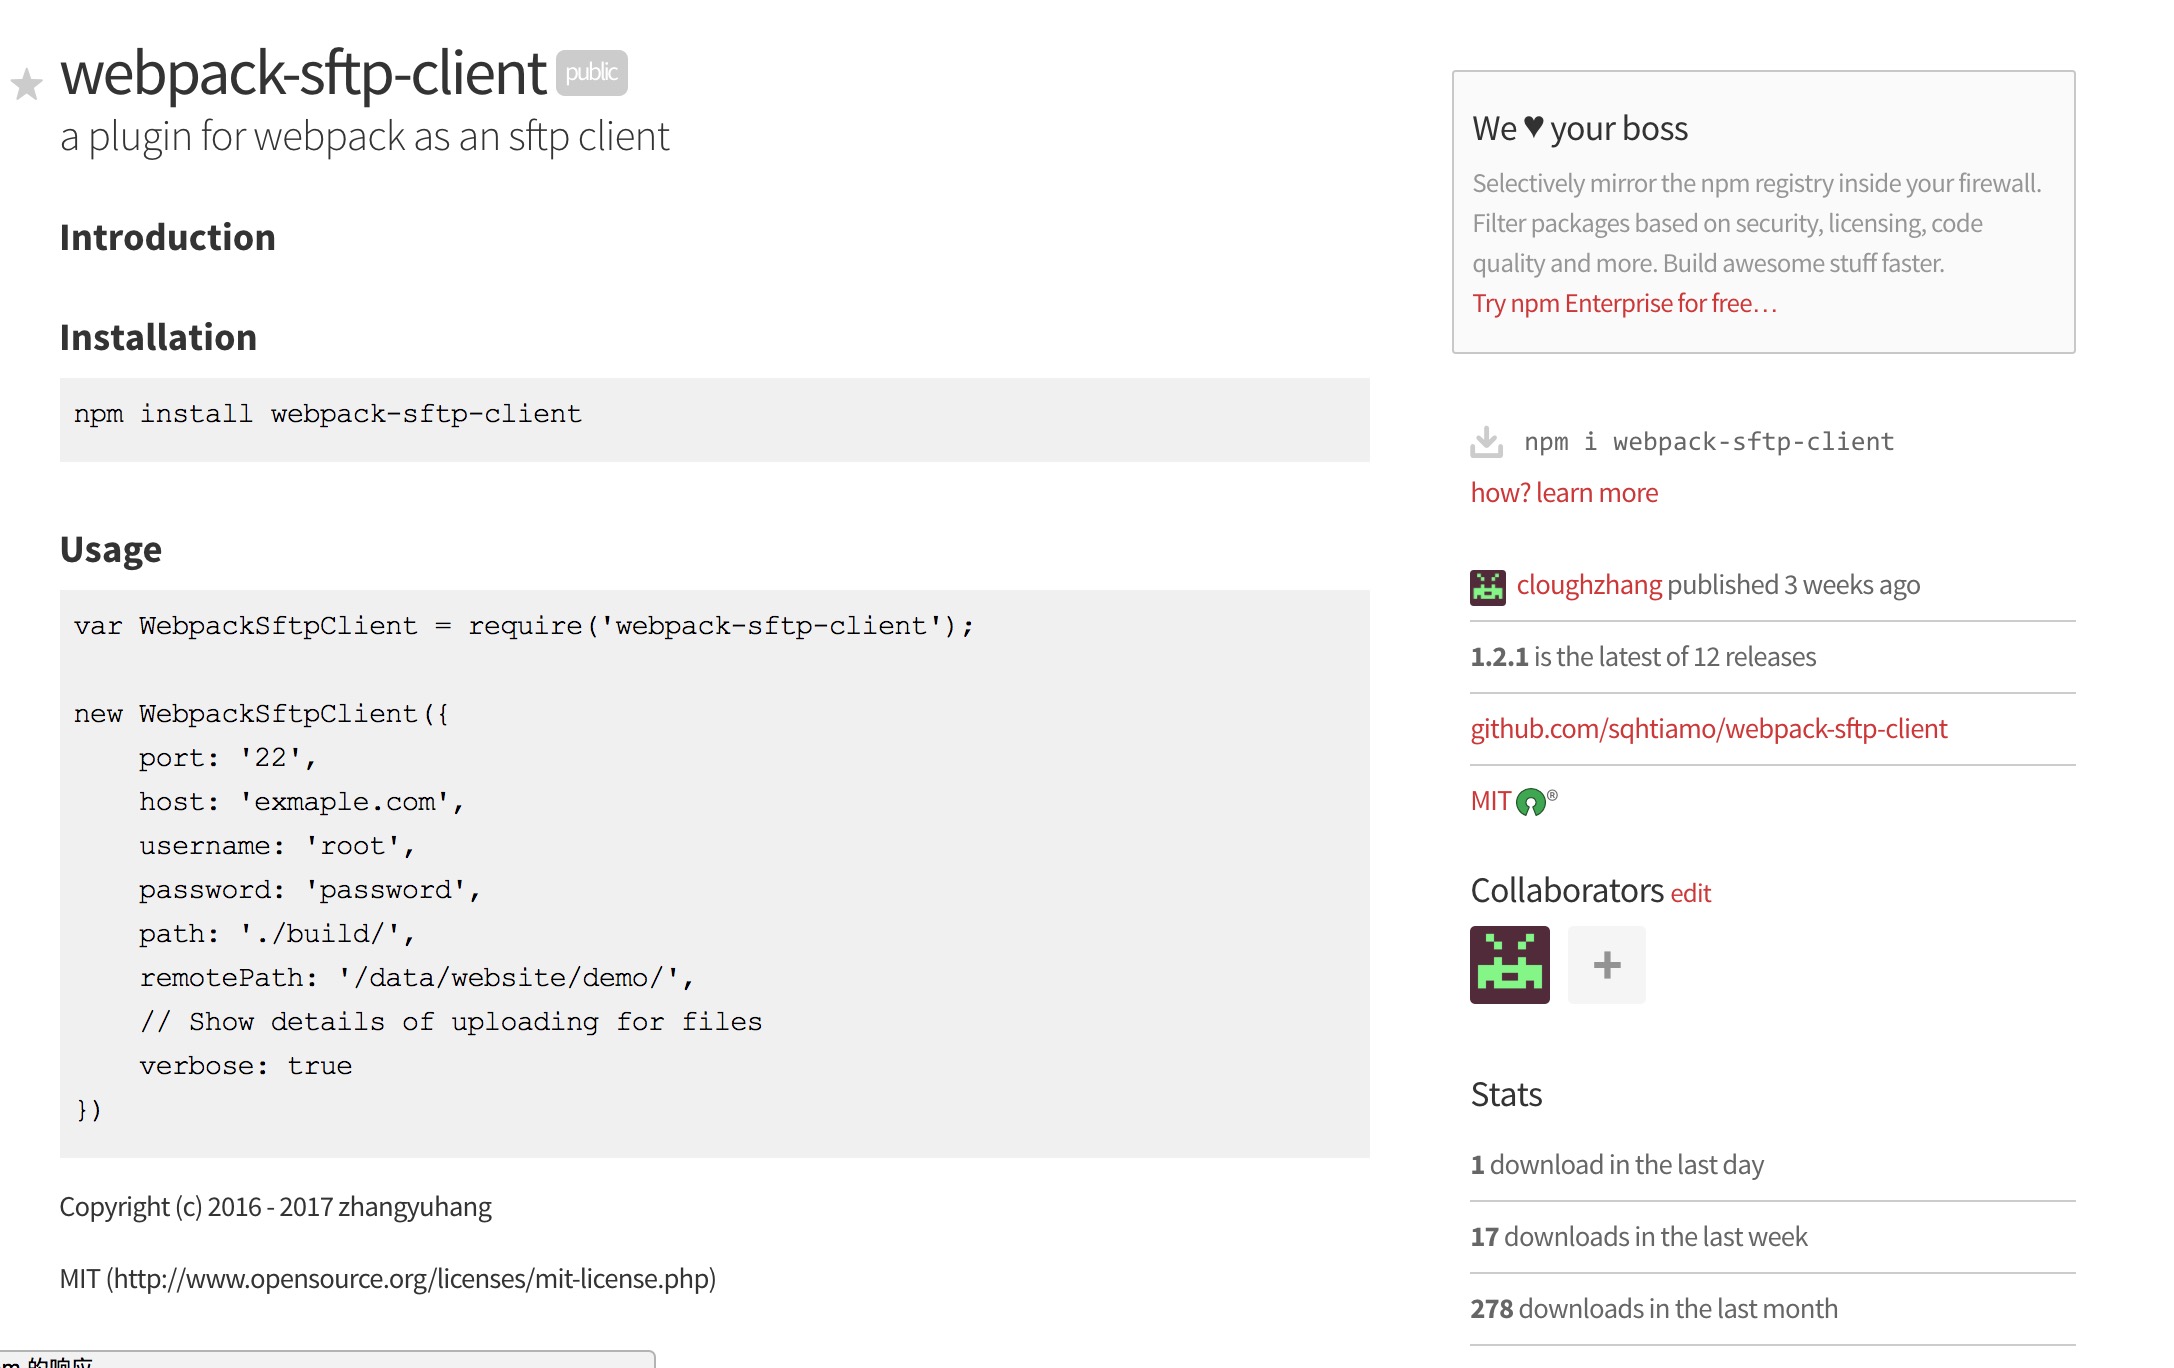 webpack-sftp-client public
a plugin for webpack as an sftp client
Introduction
Installation
npm install webpack-sftp-client
Usage
var WebpackSftpClient = require('webpack-sftp-client');
new WebpackSftpClient({
    port: '22',
    host: 'exmaple.com',
    username: 'root',
    password: 'password',
    path: './build/',
    remotePath: '/data/website/demo/',
    // Show details of uploading for files
    verbose: true
})
Copyright (c) 2016 - 2017 zhangyuhang
MIT (http://www.opensource.org/licenses/mit-license.php)
We ♥ your boss
Selectively mirror the npm registry inside your firewall.
Filter packages based on security, licensing, code
quality and more. Build awesome stuff faster.
Try npm Enterprise for free…
npm i webpack-sftp-client
how? learn more
cloughzhang published 3 weeks ago
1.2.1 is the latest of 12 releases
github.com/sqhtiamo/webpack-sftp-client
MIT ®
Collaborators edit
+
Stats
1 download in the last day
17 downloads in the last week
278 downloads in the last month
的响应